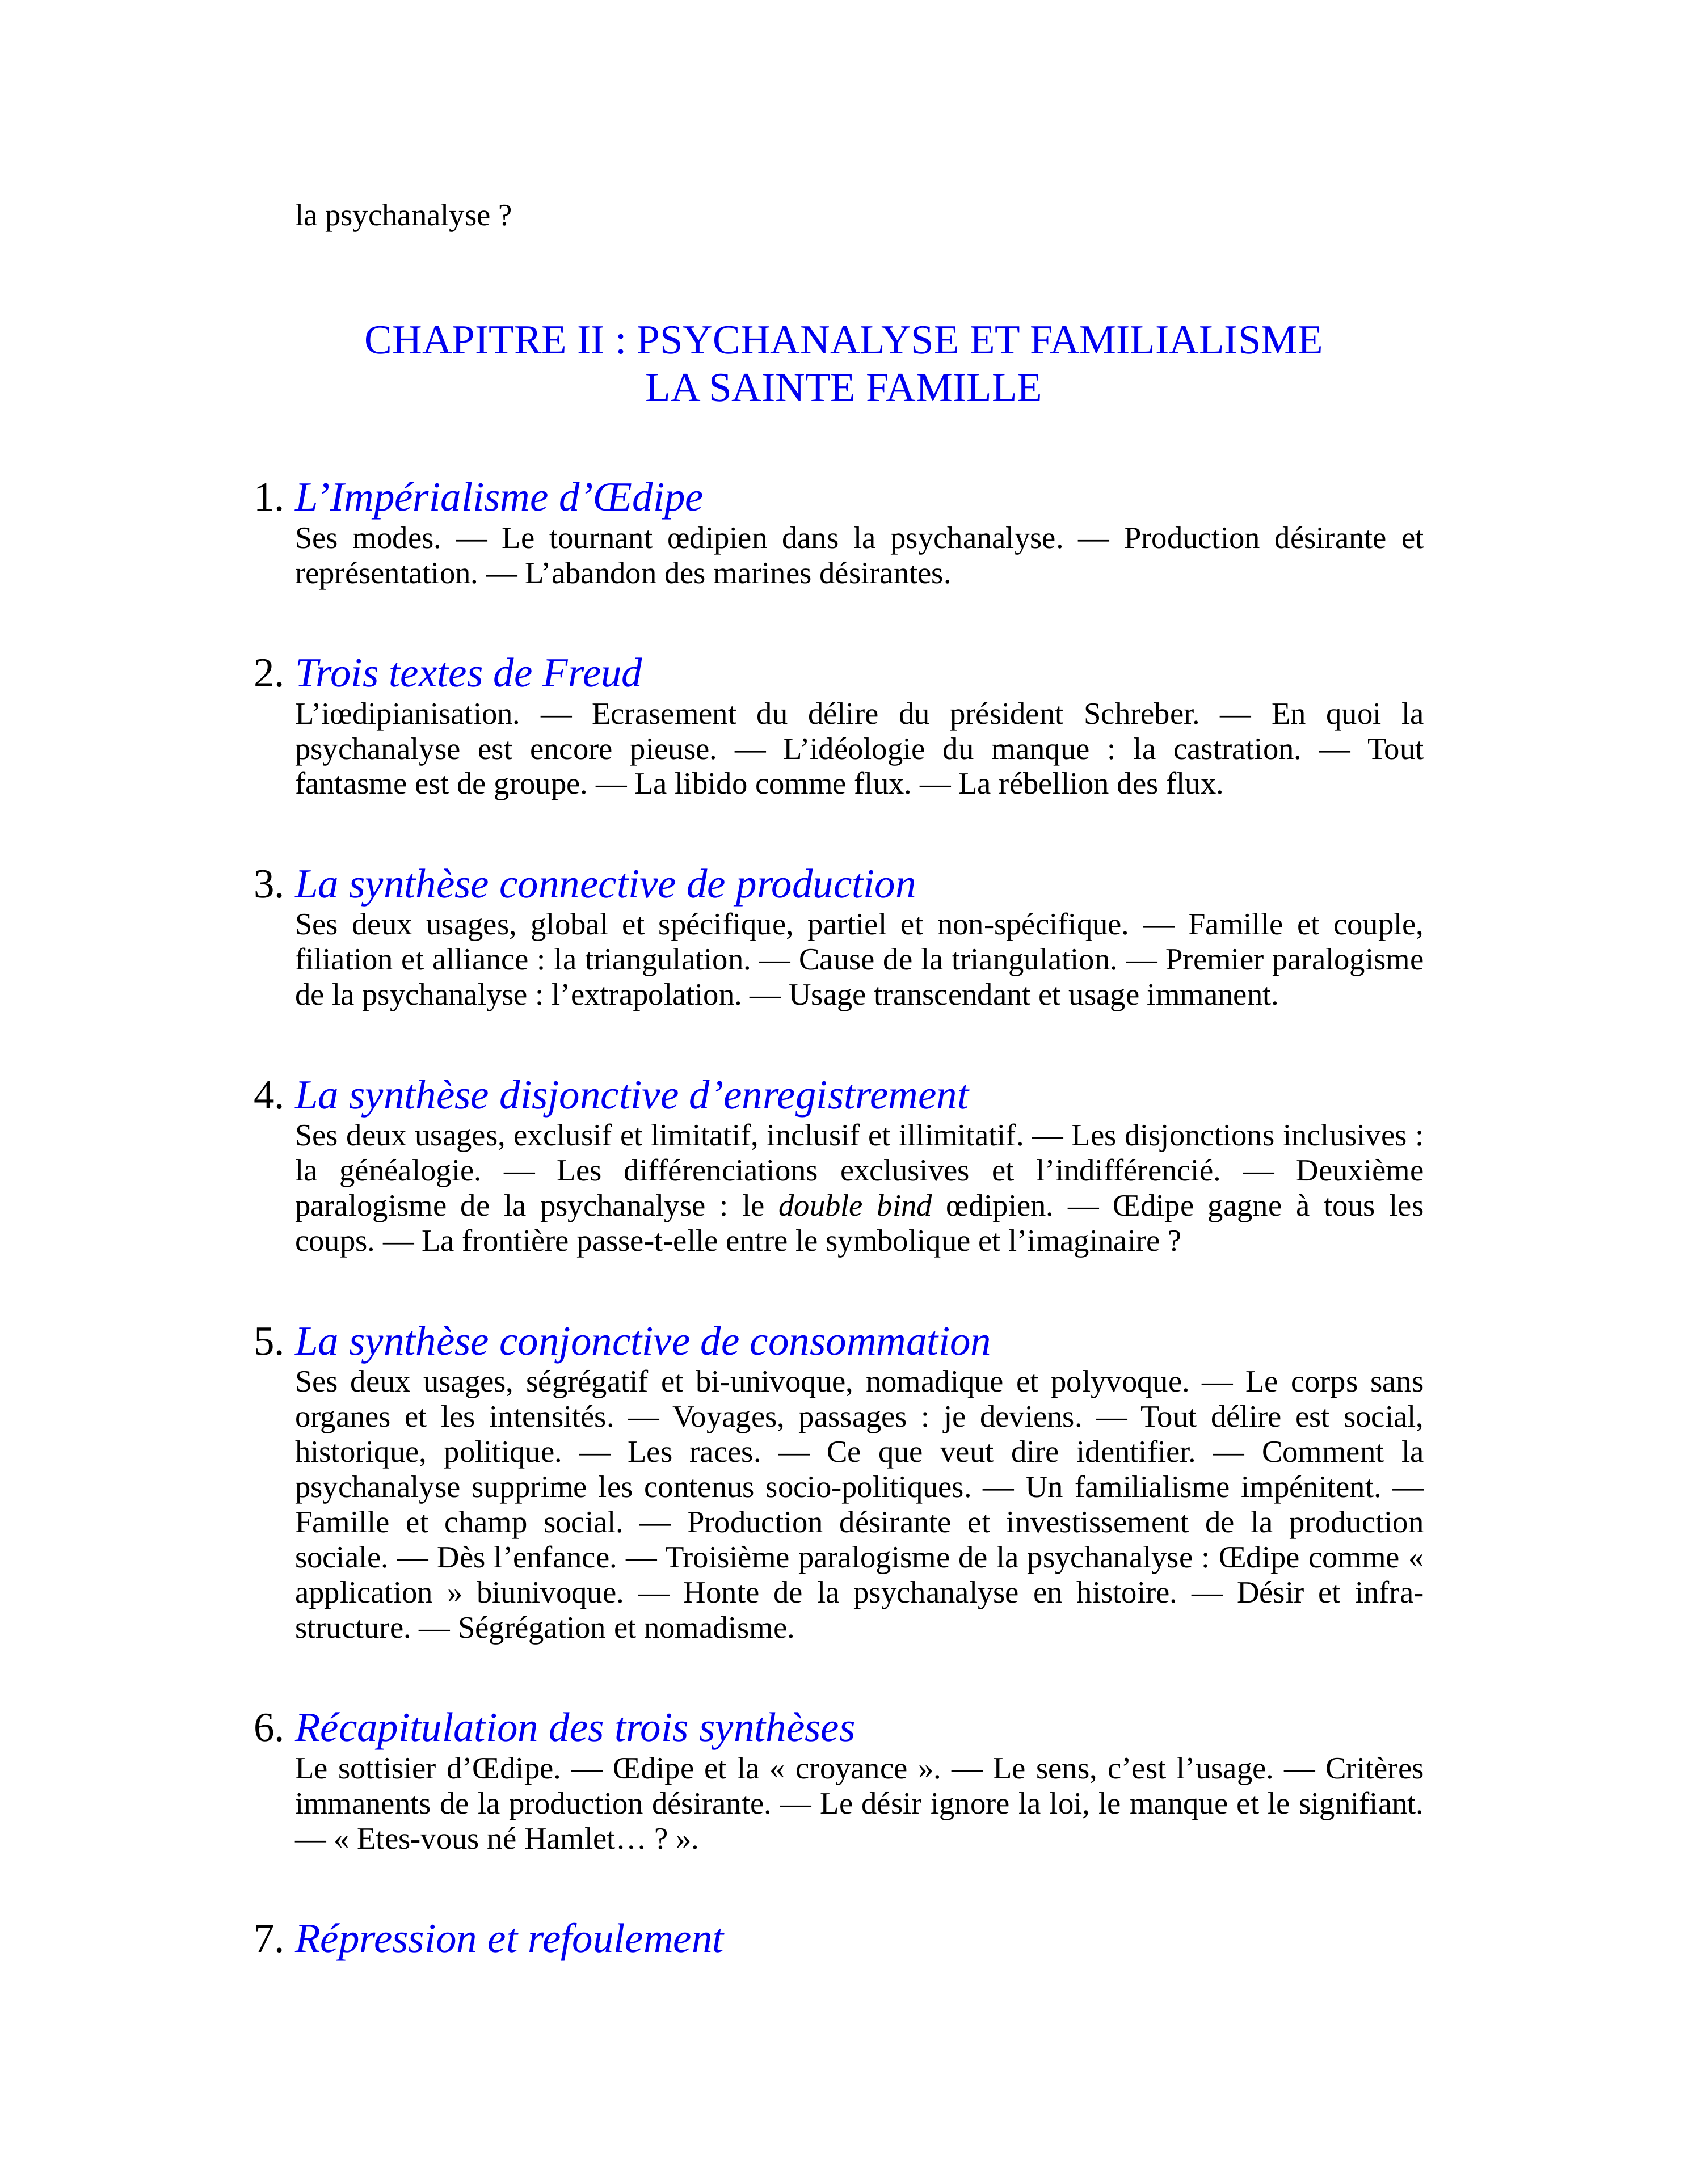 la psychanalyse ?
CHAPITRE II : PSYCHANALYSE ET FAMILIALISME
LA SAINTE FAMILLE
1. L’Impérialisme d’Œdipe
Ses modes. — Le tournant œdipien dans la psychanalyse. — Production désirante et
représentation. — L’abandon des marines désirantes.
2. Trois textes de Freud
L’iœdipianisation. — Ecrasement du délire du président Schreber. — En quoi la
psychanalyse est encore pieuse. — L’idéologie du manque : la castration. — Tout
fantasme est de groupe. — La libido comme flux. — La rébellion des flux.
3. La synthèse connective de production
Ses deux usages, global et spécifique, partiel et non-spécifique. — Famille et couple,
filiation et alliance : la triangulation. — Cause de la triangulation. — Premier paralogisme
de la psychanalyse : l’extrapolation. — Usage transcendant et usage immanent.
4. La synthèse disjonctive d’enregistrement
Ses deux usages, exclusif et limitatif, inclusif et illimitatif. — Les disjonctions inclusives :
la généalogie. — Les différenciations exclusives et l’indifférencié. — Deuxième
paralogisme de la psychanalyse : le double bind œdipien. — Œdipe gagne à tous les
coups. — La frontière passe-t-elle entre le symbolique et l’imaginaire ?
5. La synthèse conjonctive de consommation
Ses deux usages, ségrégatif et bi-univoque, nomadique et polyvoque. — Le corps sans
organes et les intensités. — Voyages, passages : je deviens. — Tout délire est social,
historique, politique. — Les races. — Ce que veut dire identifier. — Comment la
psychanalyse supprime les contenus socio-politiques. — Un familialisme impénitent. —
Famille et champ social. — Production désirante et investissement de la production
sociale. — Dès l’enfance. — Troisième paralogisme de la psychanalyse : Œdipe comme «
application » biunivoque. — Honte de la psychanalyse en histoire. — Désir et infra-
structure. — Ségrégation et nomadisme.
6. Récapitulation des trois synthèses
Le sottisier d’Œdipe. — Œdipe et la « croyance ». — Le sens, c’est l’usage. — Critères
immanents de la production désirante. — Le désir ignore la loi, le manque et le signifiant.
— « Etes-vous né Hamlet… ? ».
7. Répression et refoulement